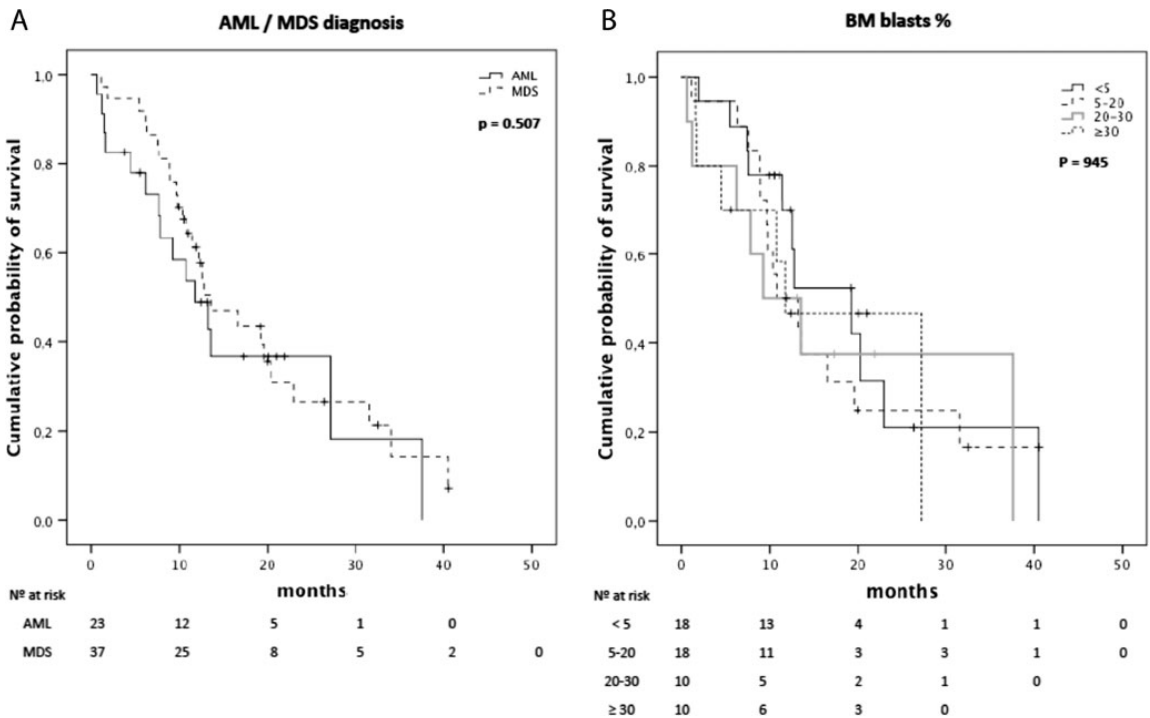 A
AML / MDS diagnosis
Cumulative probability of survival
1,0
0,8
0,6
0,4
0,2
0,0
AML
MDS
p = 0.507
0 10 20 30 40 50
months
Nº at risk
AML 23 12 5 1 0
MDS 37 25 8 5 2 0
B
BM blasts %
Cumulative probability of survival
1,0
0,8
0,6
0,4
0,2
0,0
<5
5-20
20-30
≥30
P = 945
0 10 20 30 40 50
months
Nº at risk
< 5 18 13 4 1 1 0
5-20 18 11 3 3 1 0
20-30 10 5 2 1 0
≥ 30 10 6 3 0